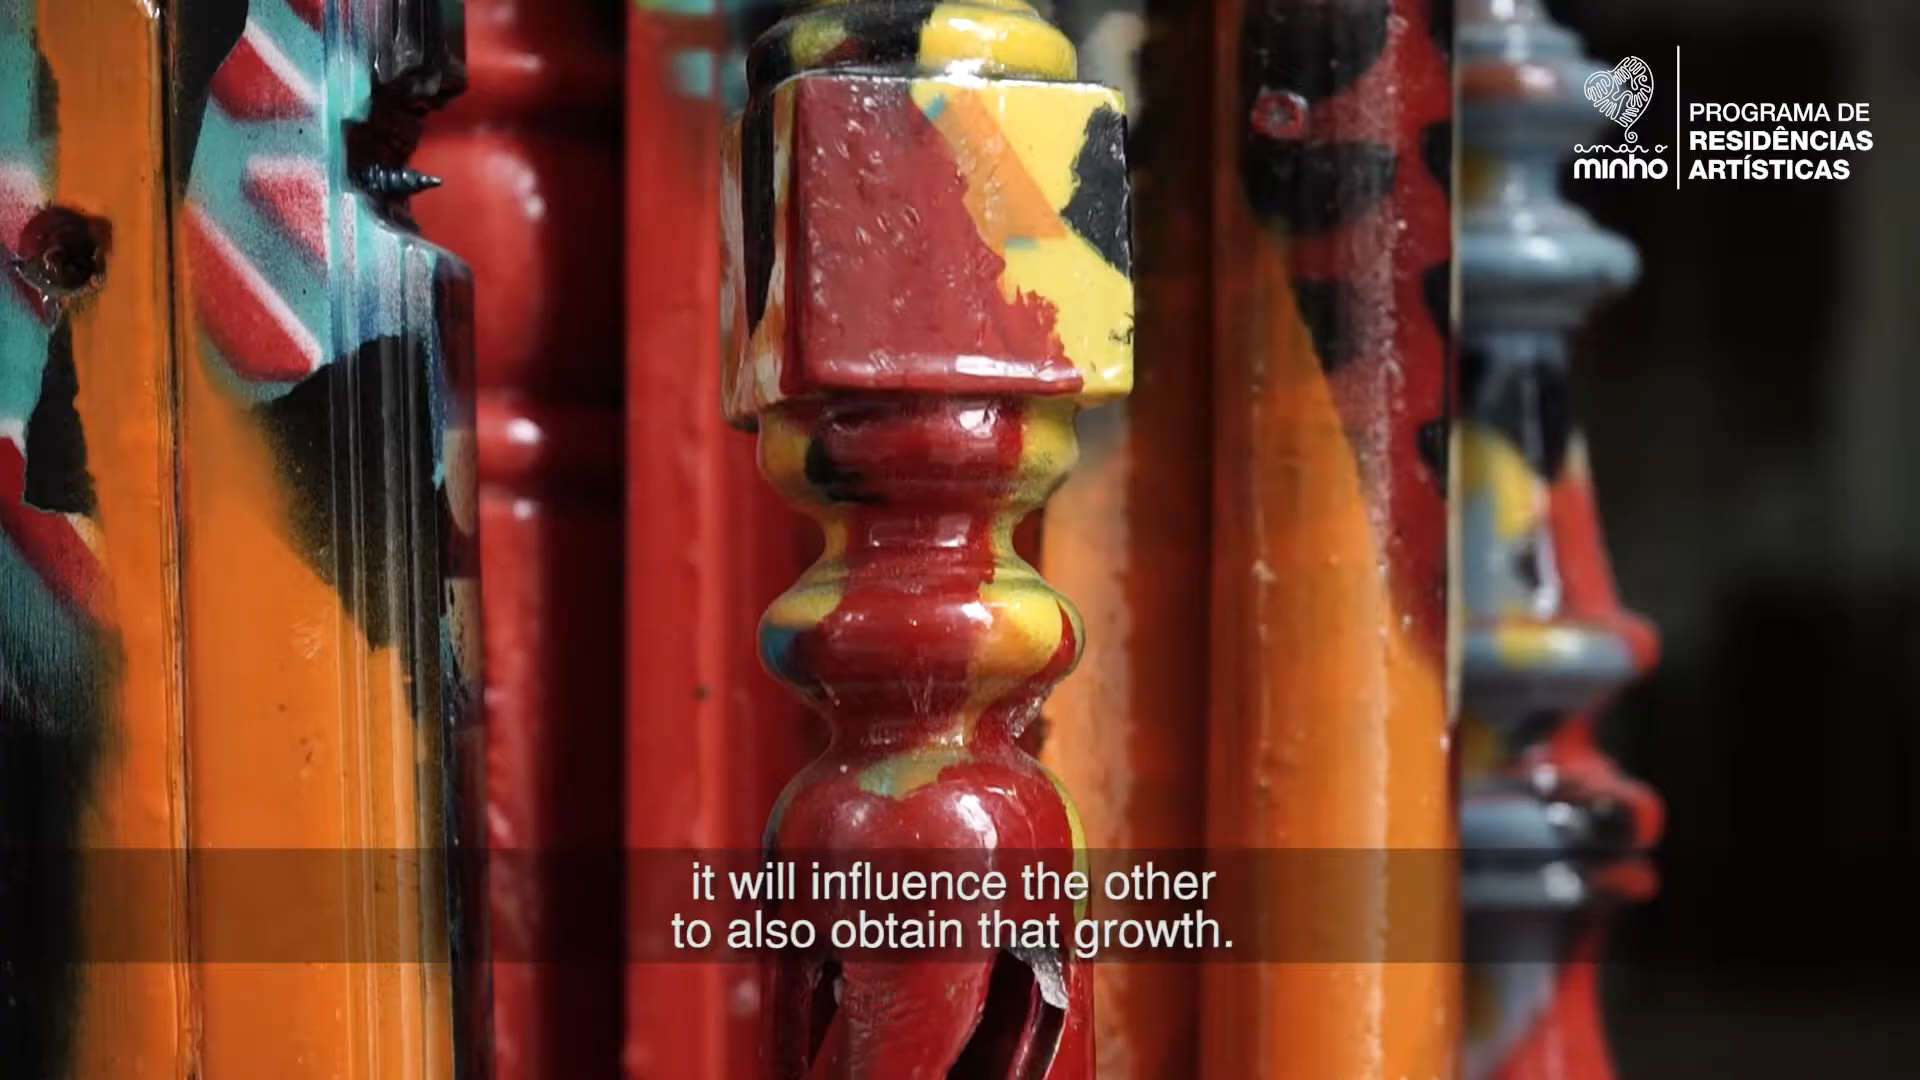 amar o
minho
PROGRAMA DE
RESIDÊNCIAS
ARTÍSTICAS
it will influence the other
to also obtain that growth.